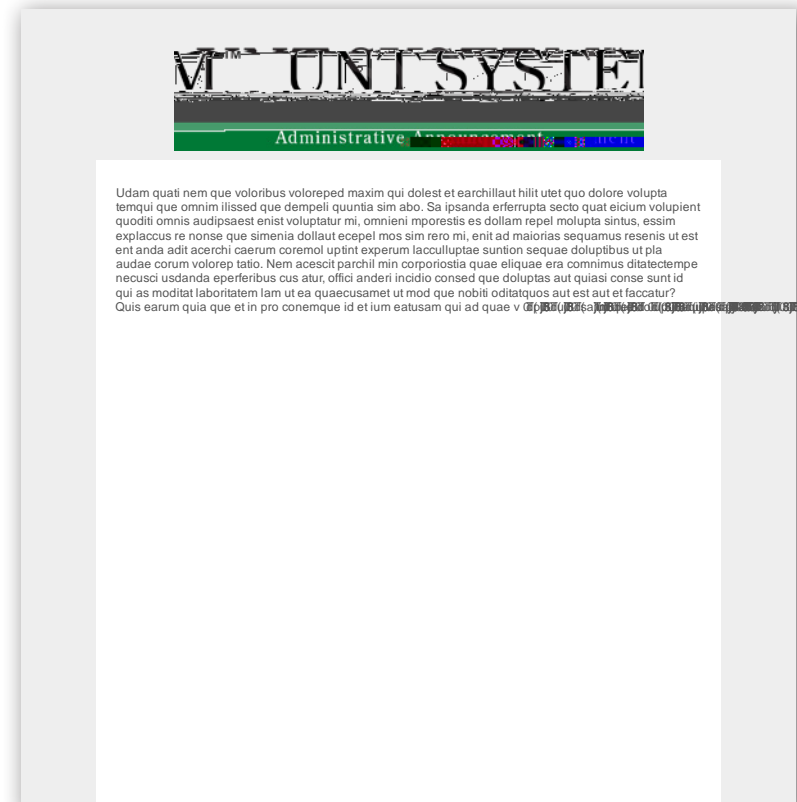 UNT SYSTEM
Administrative
Udam quati nem que voloribus voloreped maxim qui dolest et earchillaut hilit utet quo dolore volupta
temqui que omnim ilissed que dempeli quuntia sim abo. Sa ipsanda erferrupta secto quat eicium volupient
quoditi omnis audipsaest enist voluptatur mi, omnieni mporestis es dollam repel molupta sintus, essim
explaccus re nonse que simenia dollaut ecepel mos sim rero mi, enit ad maiorias sequamus resenis ut est
ent anda adit acerchi caerum coremol uptint experum lacculluptae suntion sequae doluptibus ut pla
audae corum volorep tatio. Nem acescit parchil min corporiostia quae eliquae era comnimus ditatectempe
necusci usdanda eperferibus cus atur, offici anderi incidio consed que doluptas aut quiasi conse sunt id
qui as moditat laboritatem lam ut ea quaecusamet ut mod que nobiti oditatquos aut est aut et faccatur?
Quis earum quia que et in pro conemque id et ium eatusam qui ad quae v